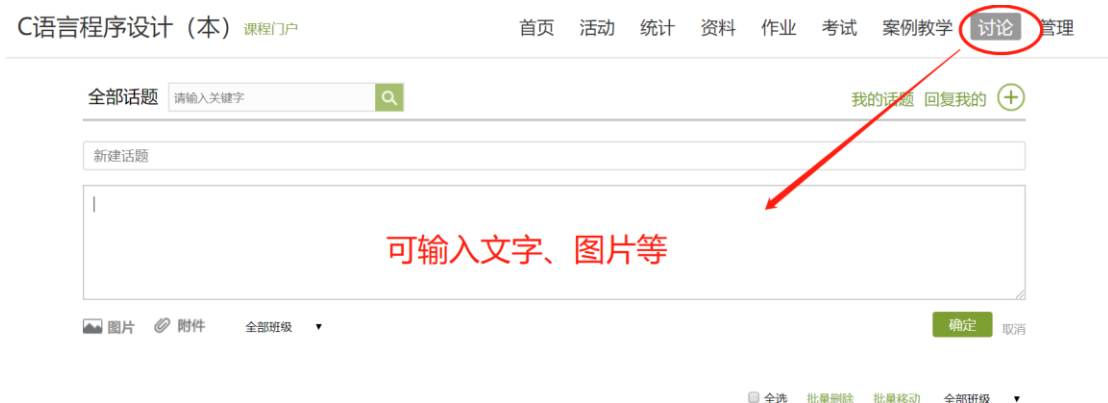 C语言程序设计（本） 课程门户 首页 活动 统计 资料 作业 考试 案例教学 讨论 管理
全部话题 请输入关键字 我的话题 回复我的
新建话题
可输入文字、图片等
图片 附件 全部班级 确定 取消
全选 批量删除 批量移动 全部班级